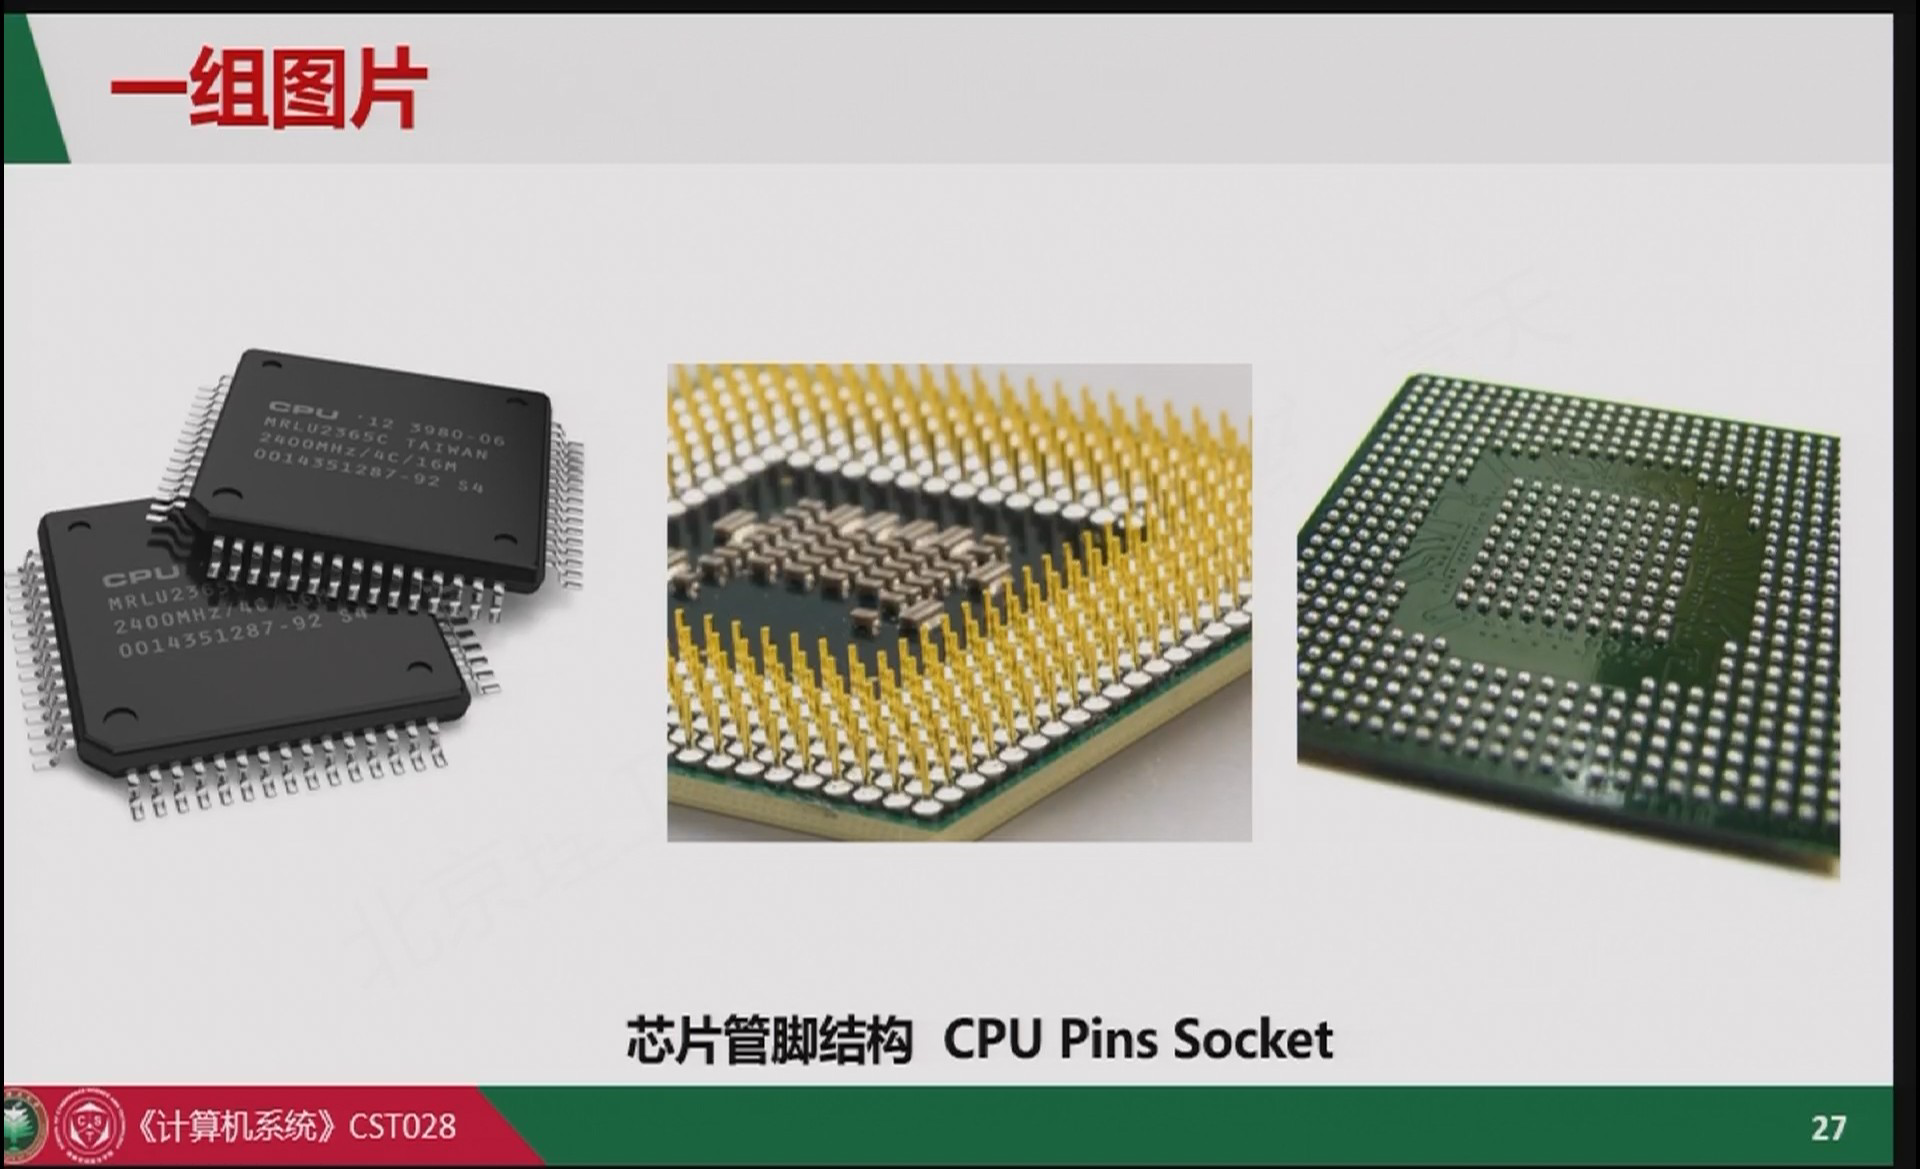 一组图片
CPU '12 3980-06
MRLU2365C TAIWAN
2400MHz/4C/16M
0014351287-92 S4
CPU
MRLU2365
2400MHZ/4C/16
0014351287-92 S4
芯片管脚结构 CPU Pins Socket
《计算机系统》CST028
27